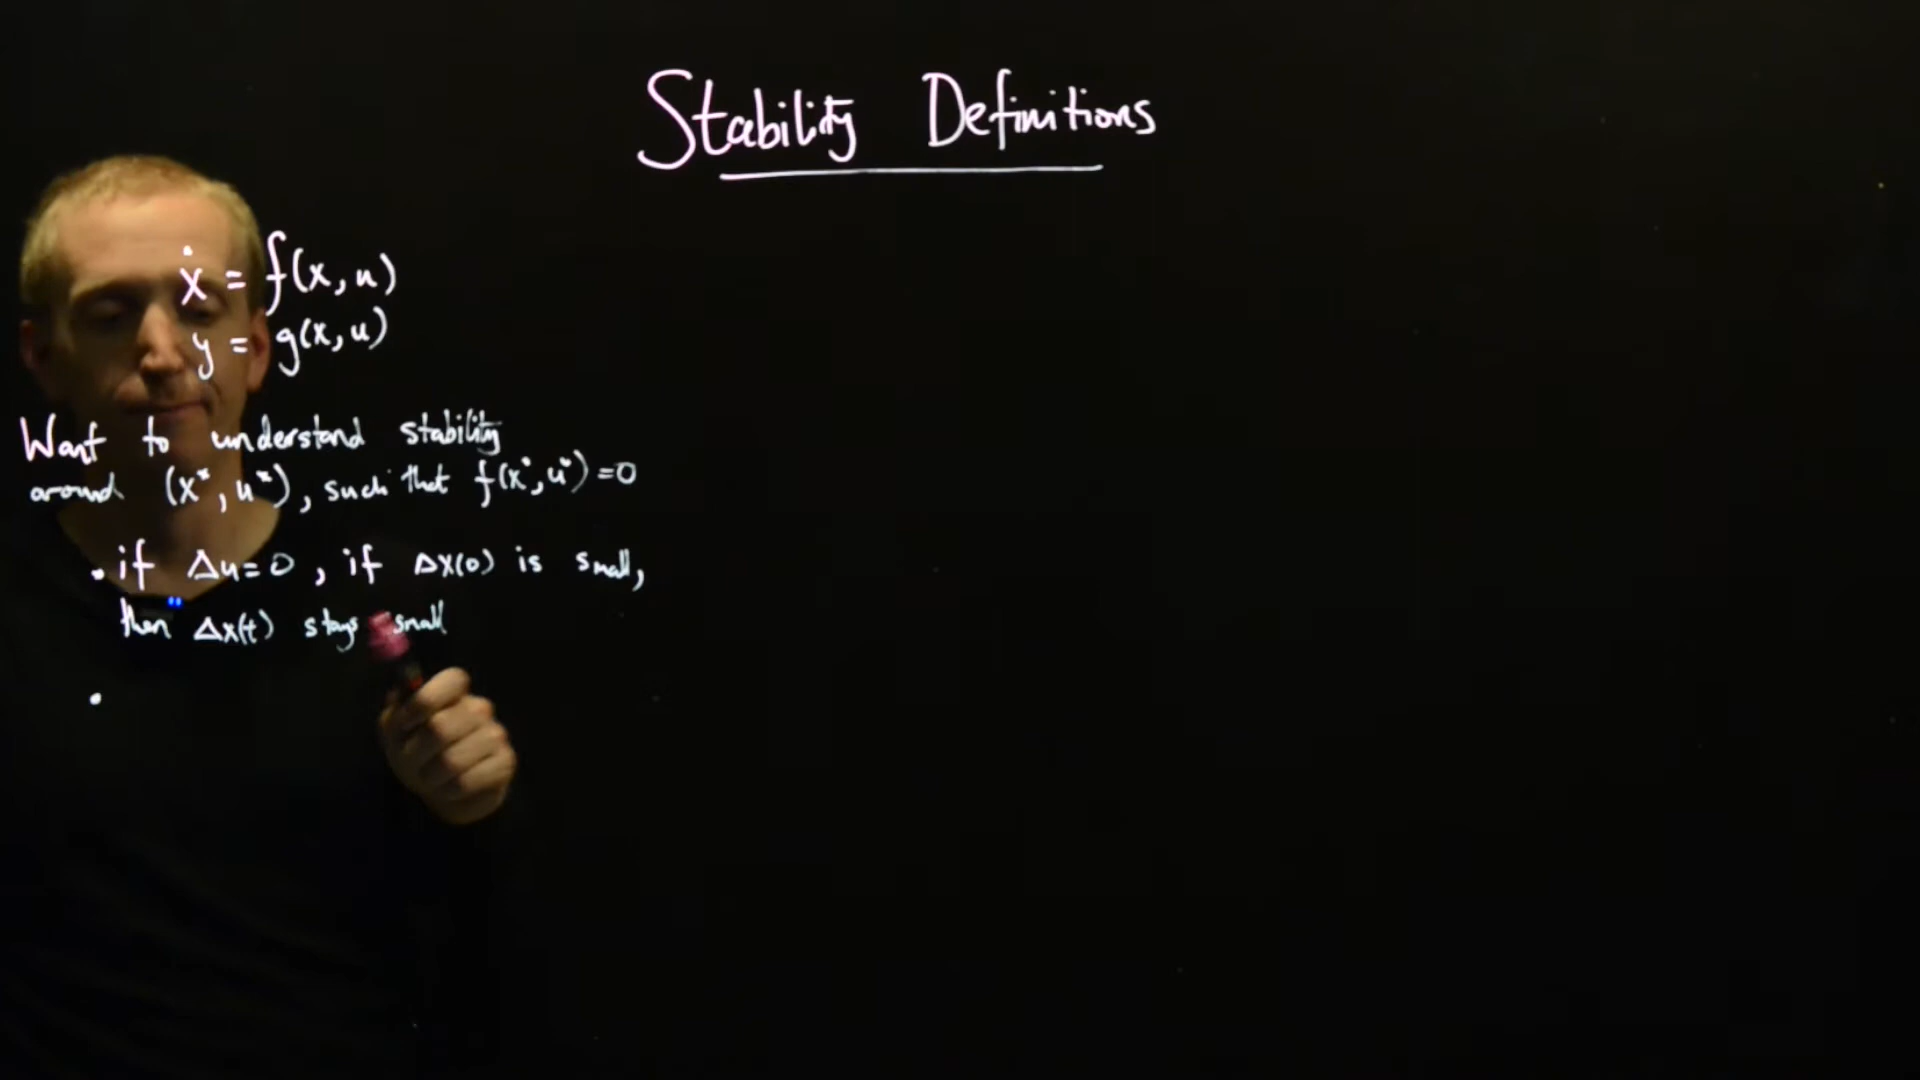 Stability Definitions
ẋ = f(x, u)
y = g(x, u)
Want to understand stability
around (x*, u*), such that f(x*, u*) = 0
• if Δu = 0, if Δx(0) is small,
then Δx(t) stays small
•